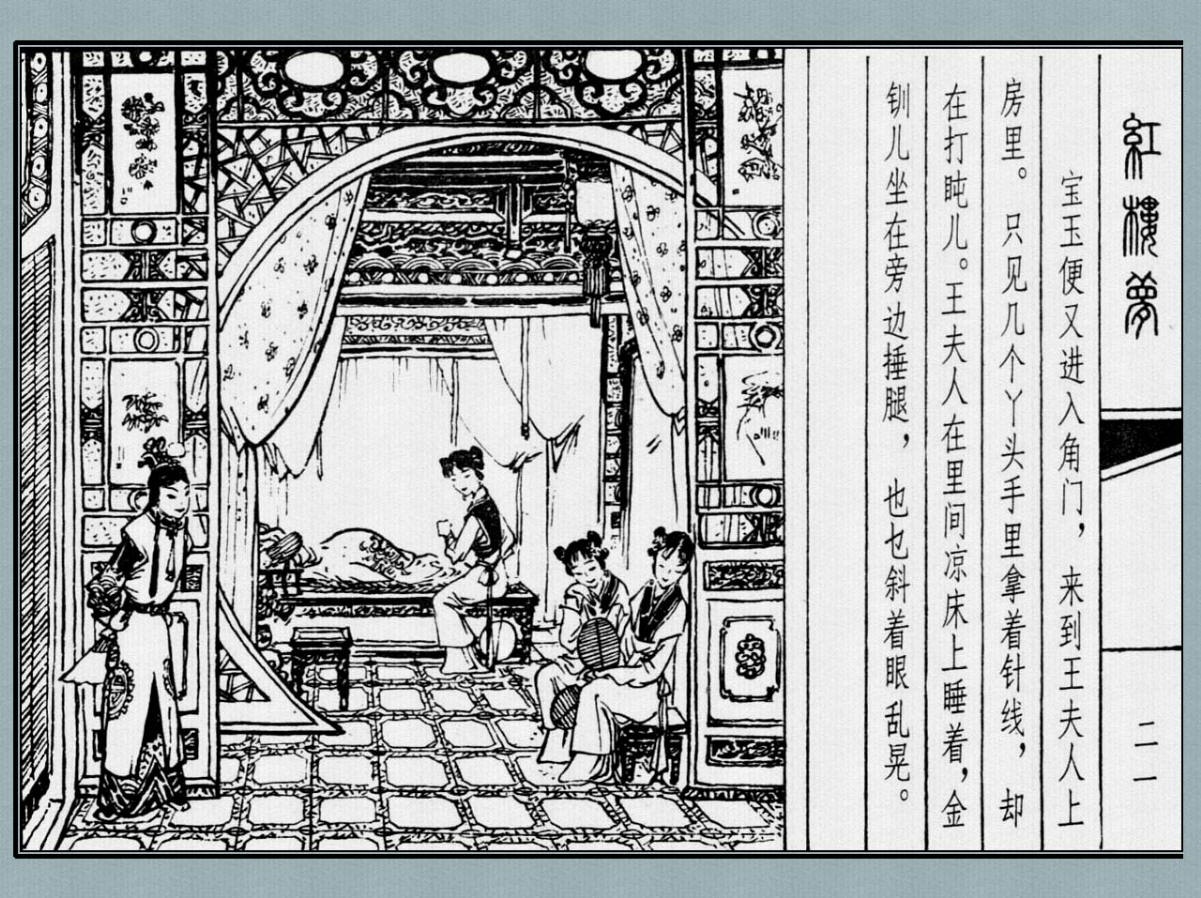 红楼梦
二一
宝玉便又进入角门，来到王夫人上
房里。只见几个丫头手里拿着针线，却
在打盹儿。王夫人在里间凉床上睡着，金
钏儿坐在旁边捶腿，也乜斜着眼乱晃。